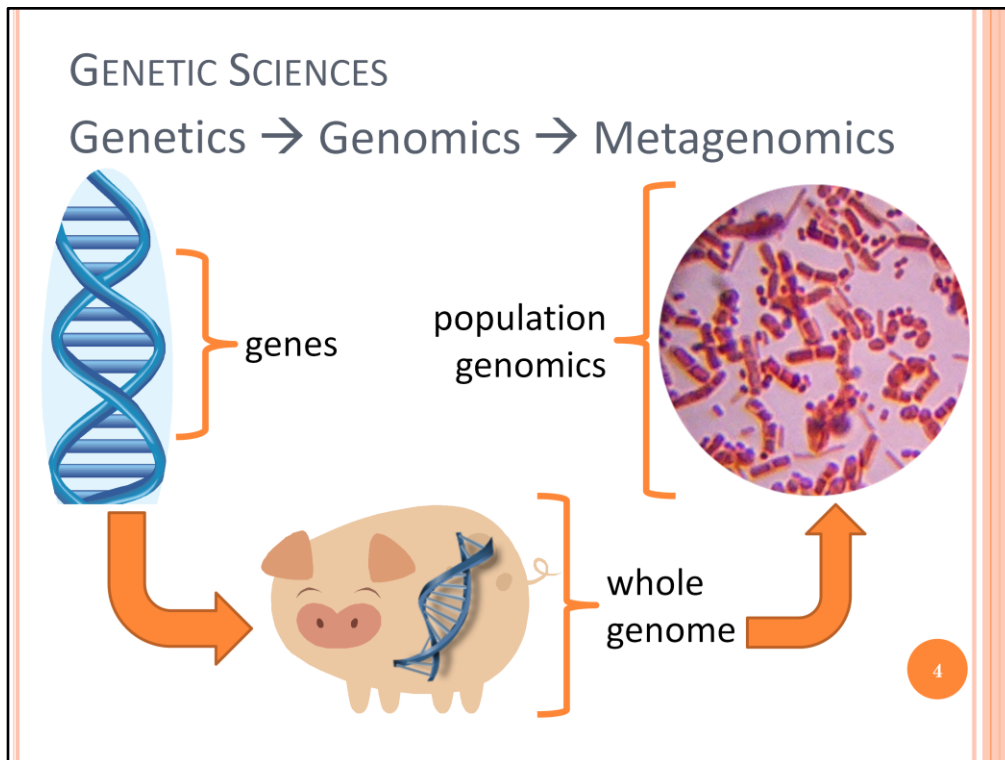 GENETIC SCIENCES
Genetics → Genomics → Metagenomics
genes
population
genomics
whole
genome
4